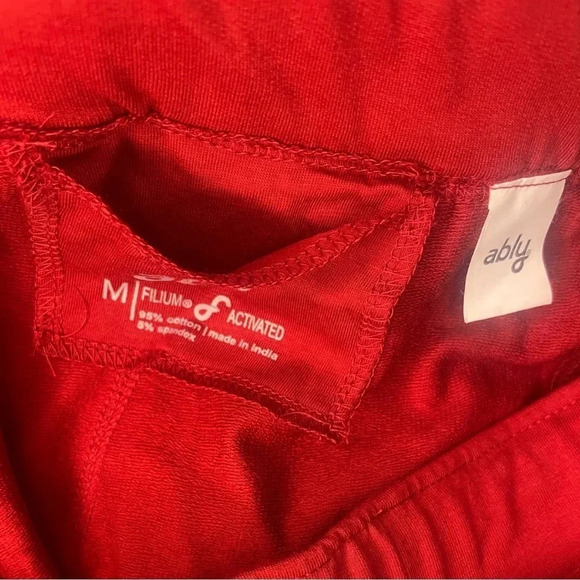 M | FILIUM® ACTIVATED
95% cotton | made in india
5% spandex
ably